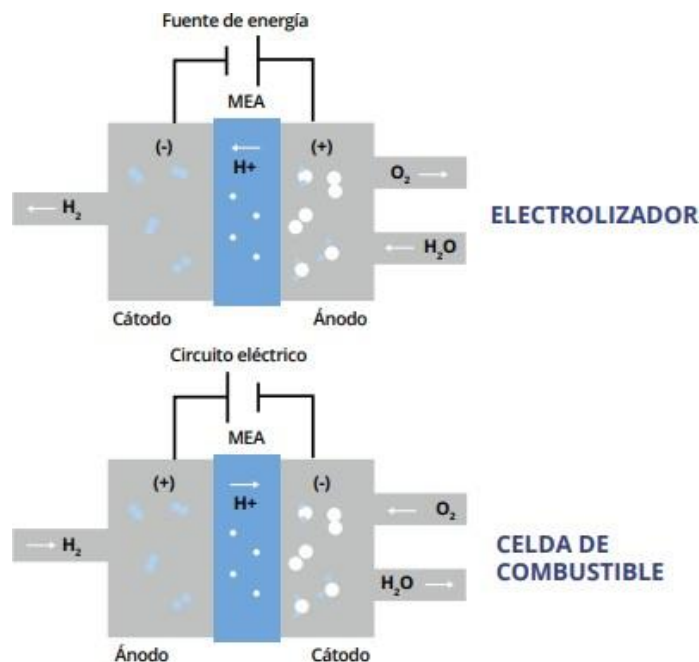 Fuente de energía
MEA
(-)
(+)
H+
O₂
H₂
ELECTROLIZADOR
H₂O
Cátodo
Ánodo
Circuito eléctrico
MEA
(+)
(-)
H+
O₂
H₂
CELDA DE
COMBUSTIBLE
H₂O
Ánodo
Cátodo